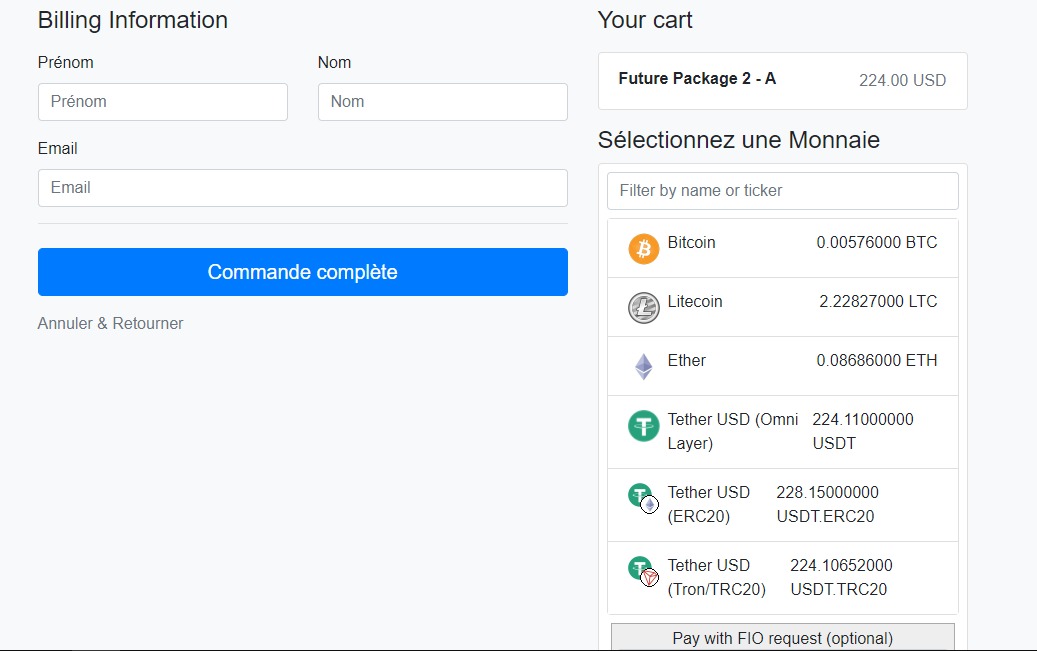 Billing Information
Prénom
Nom
Prénom
Nom
Email
Email
Commande complète
Annuler & Retourner
Your cart
Future Package 2 - A
224.00 USD
Sélectionnez une Monnaie
Filter by name or ticker
Bitcoin
0.00576000 BTC
Litecoin
2.22827000 LTC
Ether
0.08686000 ETH
Tether USD (Omni
Layer)
224.11000000
USDT
Tether USD
(ERC20)
228.15000000
USDT.ERC20
Tether USD
(Tron/TRC20)
224.10652000
USDT.TRC20
Pay with FIO request (optional)